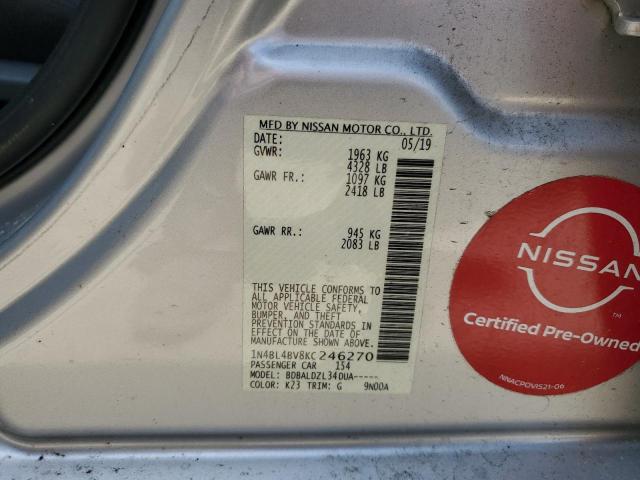 MFD BY NISSAN MOTOR CO., LTD.
DATE: 05/19
GVWR: 1963 KG
4328 LB
GAWR FR.: 1097 KG
2418 LB
GAWR RR.: 945 KG
2083 LB
THIS VEHICLE CONFORMS TO
ALL APPLICABLE FEDERAL
MOTOR VEHICLE SAFETY,
BUMPER, AND THEFT
PREVENTION STANDARDS IN
EFFECT ON THE DATE OF
MANUFACTURE SHOWN ABOVE.
1N4BL4BV8KC246270
PASSENGER CAR 154
MODEL: BDBALDZL34DUA-----
COLOR: K23 TRIM: G 9N00A
NISSAN
TM
Certified Pre-Owned
NNACPOVIS21-06